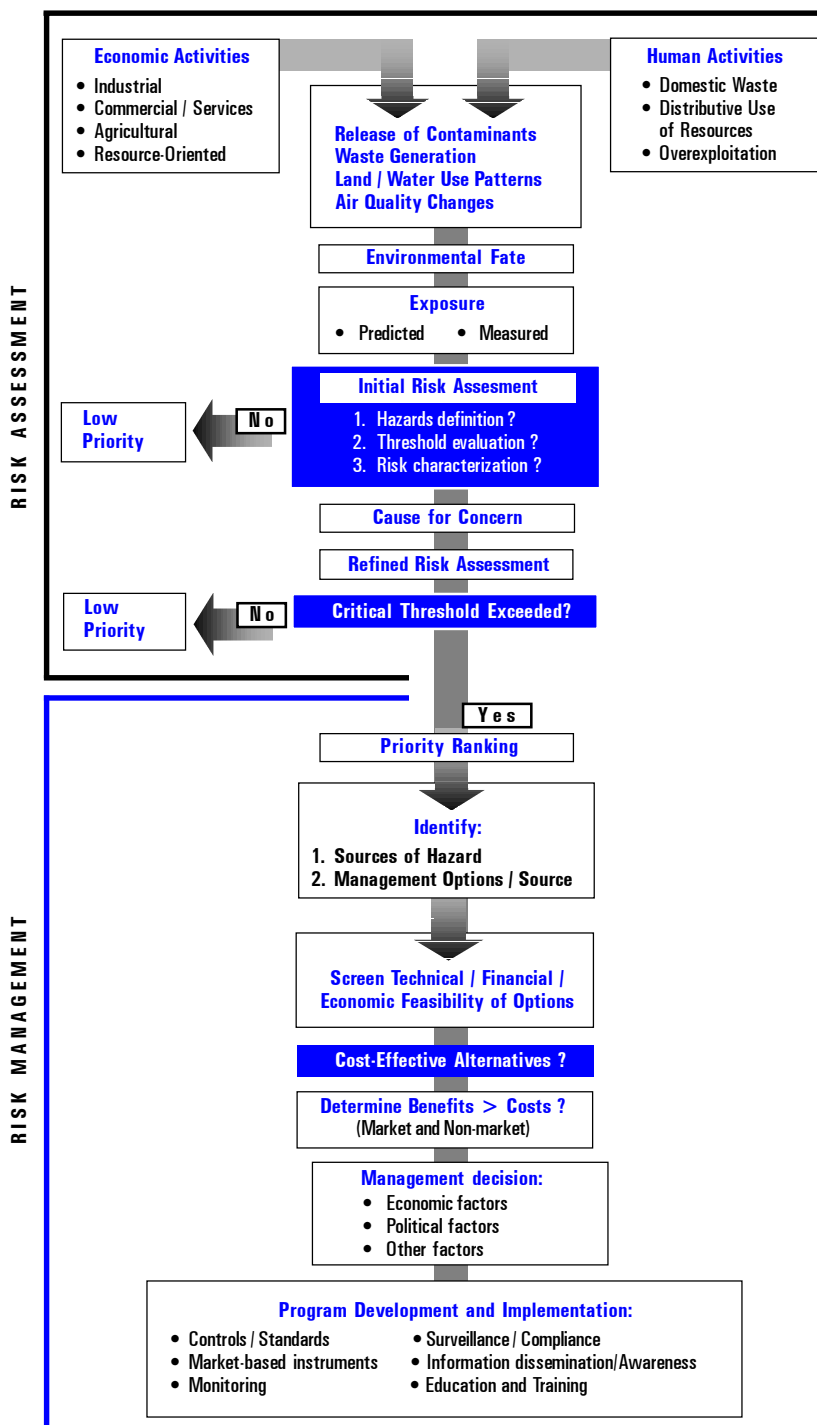 Economic Activities
• Industrial
• Commercial / Services
• Agricultural
• Resource-Oriented
Human Activities
• Domestic Waste
• Distributive Use
of Resources
• Overexploitation
Release of Contaminants
Waste Generation
Land / Water Use Patterns
Air Quality Changes
Environmental Fate
Exposure
• Predicted • Measured
RISK ASSESSMENT
Initial Risk Assesment
1. Hazards definition ?
2. Threshold evaluation ?
3. Risk characterization ?
No
Low
Priority
Cause for Concern
Refined Risk Assessment
Critical Threshold Exceeded?
No
Low
Priority
Yes
Priority Ranking
Identify:
1. Sources of Hazard
2. Management Options / Source
RISK MANAGEMENT
Screen Technical / Financial /
Economic Feasibility of Options
Cost-Effective Alternatives ?
Determine Benefits > Costs ?
(Market and Non-market)
Management decision:
• Economic factors
• Political factors
• Other factors
Program Development and Implementation:
• Controls / Standards
• Market-based instruments
• Monitoring
• Surveillance / Compliance
• Information dissemination/Awareness
• Education and Training